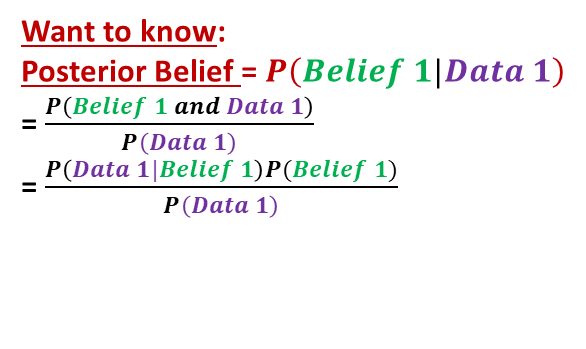 Want to know:
Posterior Belief = P(Belief 1|Data 1)
= P(Belief 1 and Data 1)
P(Data 1)
= P(Data 1|Belief 1)P(Belief 1)
P(Data 1)